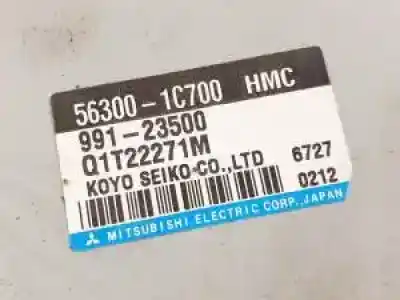 56300-1C700 HMC
991-23500
Q1T22271M
KOYO SEIKO CO.,LTD 6727
0212
MITSUBISHI ELECTRIC CORP., JAPAN